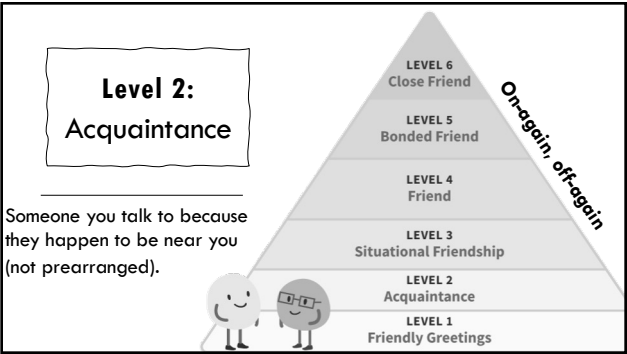 Level 2:
Acquaintance
Someone you talk to because
they happen to be near you
(not prearranged).
LEVEL 6
Close Friend
LEVEL 5
Bonded Friend
LEVEL 4
Friend
LEVEL 3
Situational Friendship
LEVEL 2
Acquaintance
LEVEL 1
Friendly Greetings
On-again, off-again